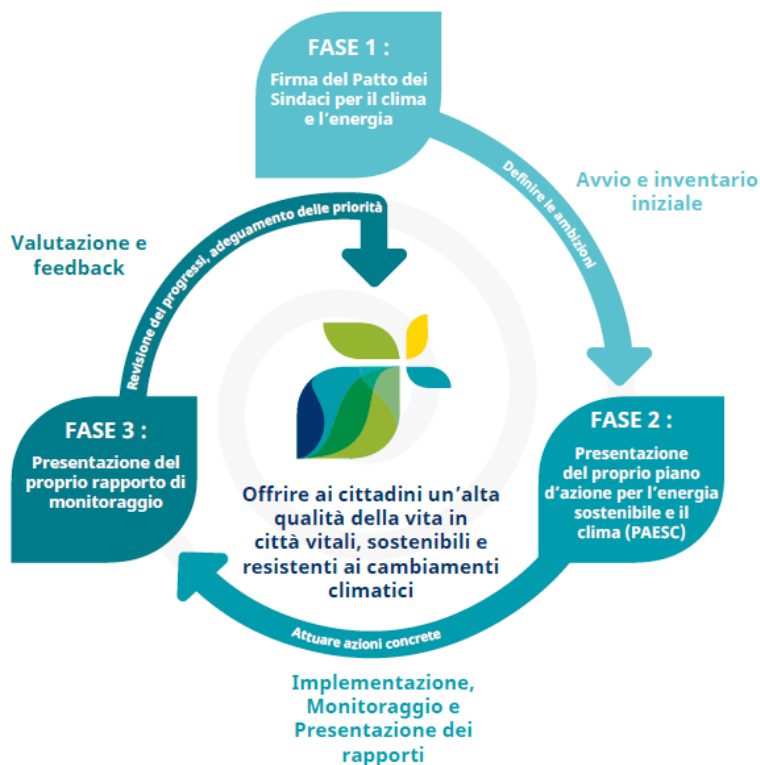 FASE 1 :
Firma del Patto dei
Sindaci per il clima
e l'energia
Definire le ambizioni
Avvio e inventario
iniziale
FASE 2 :
Presentazione
del proprio piano
d'azione per l'energia
sostenibile e il
clima (PAESC)
Attuare azioni concrete
Implementazione,
Monitoraggio e
Presentazione dei
rapporti
FASE 3 :
Presentazione del
proprio rapporto di
monitoraggio
Revisione dei progressi, adeguamento delle priorità
Valutazione e
feedback
Offrire ai cittadini un'alta
qualità della vita in
città vitali, sostenibili e
resistenti ai cambiamenti
climatici